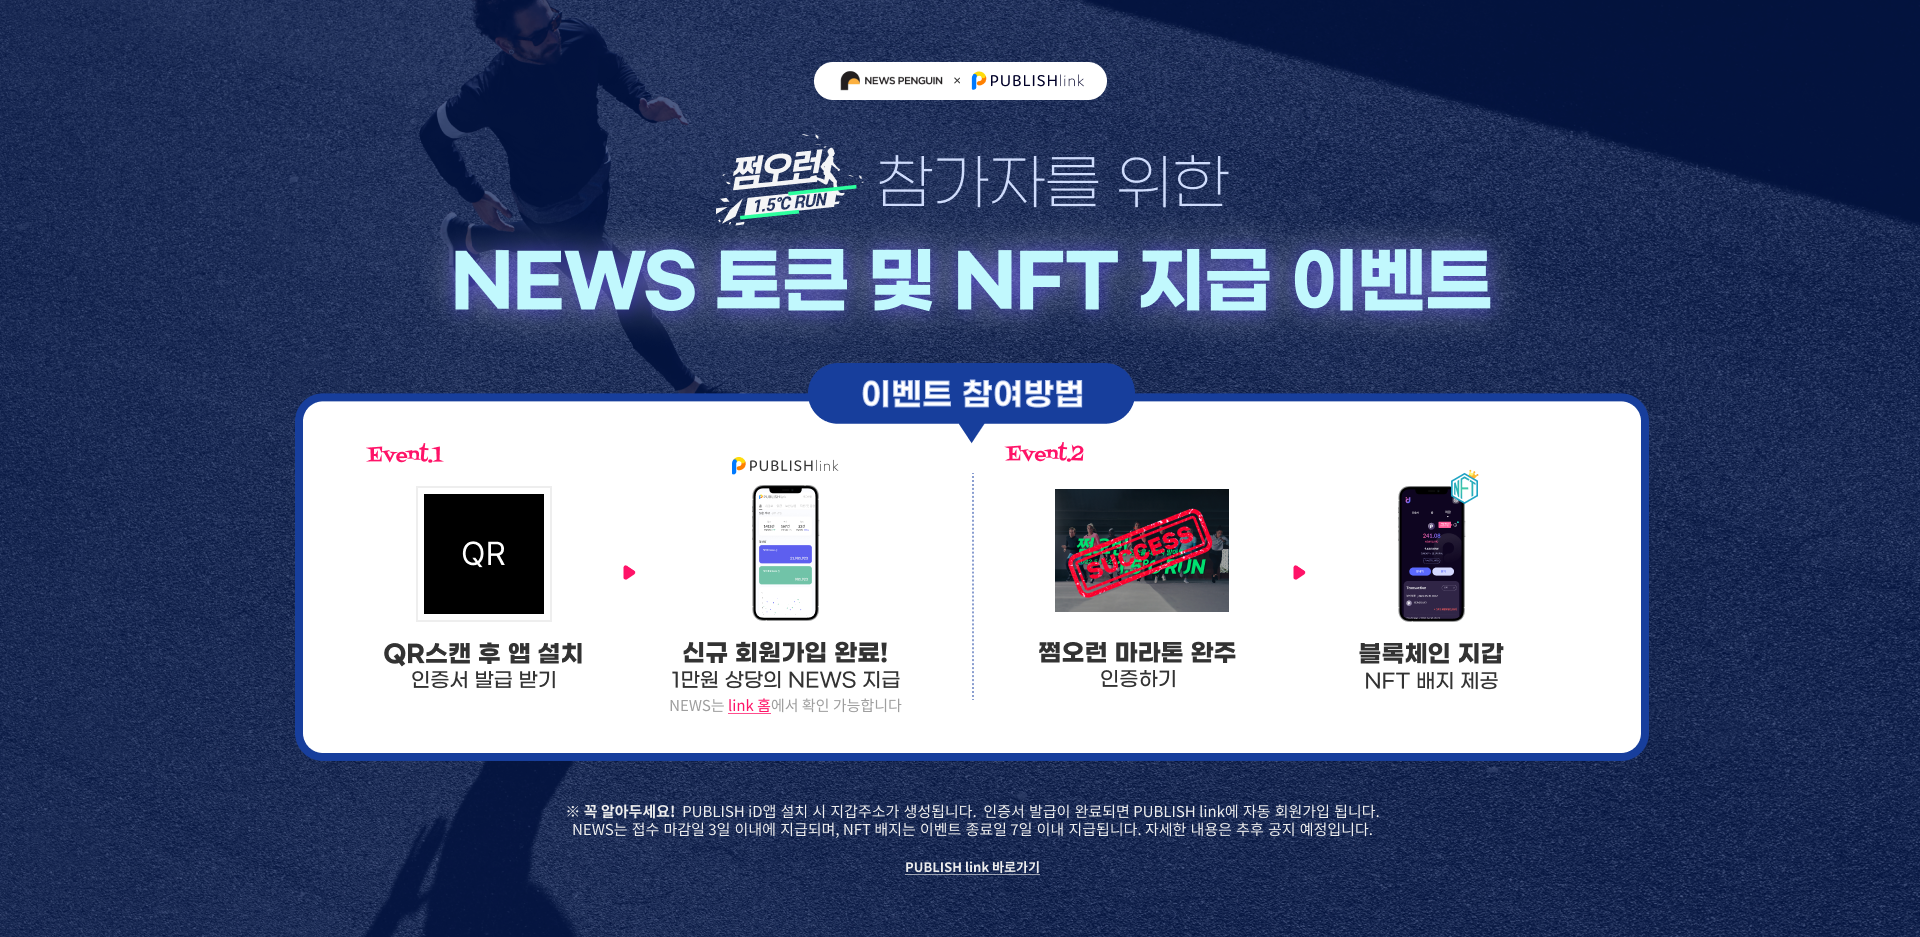 NEWS PENGUIN × PUBLISHlink
쩜오런 1.5℃ RUN 참가자를 위한
NEWS 토큰 및 NFT 지급 이벤트
이벤트 참여방법
Event.1
QR
QR스캔 후 앱 설치
인증서 발급 받기
PUBLISHlink
신규 회원가입 완료!
1만원 상당의 NEWS 지급
NEWS는 link 홈에서 확인 가능합니다
Event.2
SUCCESS
쩜오런 마라톤 완주
인증하기
NFT
블록체인 지갑
NFT 배지 제공
※ 꼭 알아두세요! PUBLISH iD앱 설치 시 지갑주소가 생성됩니다. 인증서 발급이 완료되면 PUBLISH link에 자동 회원가입 됩니다.
NEWS는 접수 마감일 3일 이내에 지급되며, NFT 배지는 이벤트 종료일 7일 이내 지급됩니다. 자세한 내용은 추후 공지 예정입니다.
PUBLISH link 바로가기